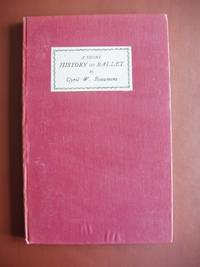 A SHORT
HISTORY OF BALLET
by
Cyril W. Beaumont